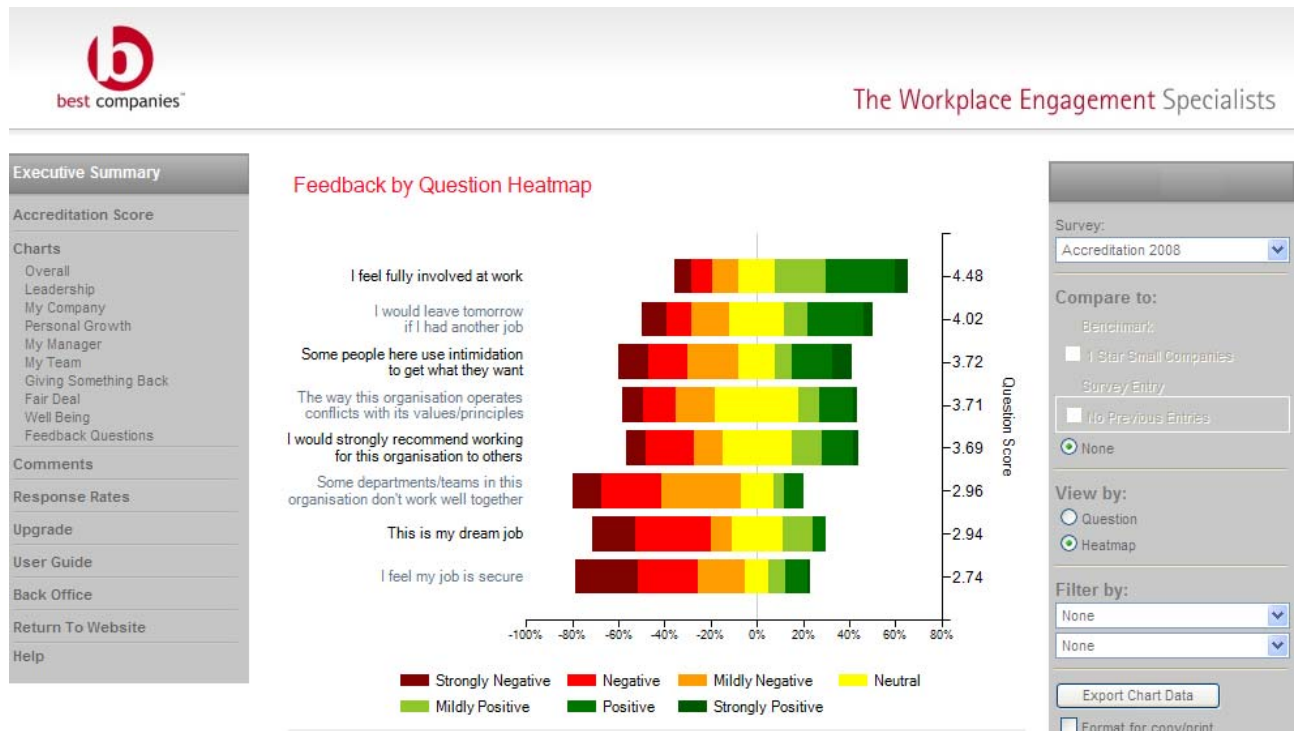 b
best companies™
The Workplace Engagement Specialists
Executive Summary
Accreditation Score
Charts
Overall
Leadership
My Company
Personal Growth
My Manager
My Team
Giving Something Back
Fair Deal
Well Being
Feedback Questions
Comments
Response Rates
Upgrade
User Guide
Back Office
Return To Website
Help
Feedback by Question Heatmap
I feel fully involved at work
4.48
I would leave tomorrow
if I had another job
4.02
Some people here use intimidation
to get what they want
3.72
The way this organisation operates
conflicts with its values/principles
3.71
I would strongly recommend working
for this organisation to others
3.69
Some departments/teams in this
organisation don't work well together
2.96
This is my dream job
2.94
I feel my job is secure
2.74
Question Score
-100% -80% -60% -40% -20% 0% 20% 40% 60% 80%
Strongly Negative Negative Mildly Negative Neutral
Mildly Positive Positive Strongly Positive
Survey:
Accreditation 2008
Compare to:
Benchmark
1 Star Small Companies
Survey Entry
No Previous Entries
None
View by:
Question
Heatmap
Filter by:
None
None
Export Chart Data
Format for copy/print